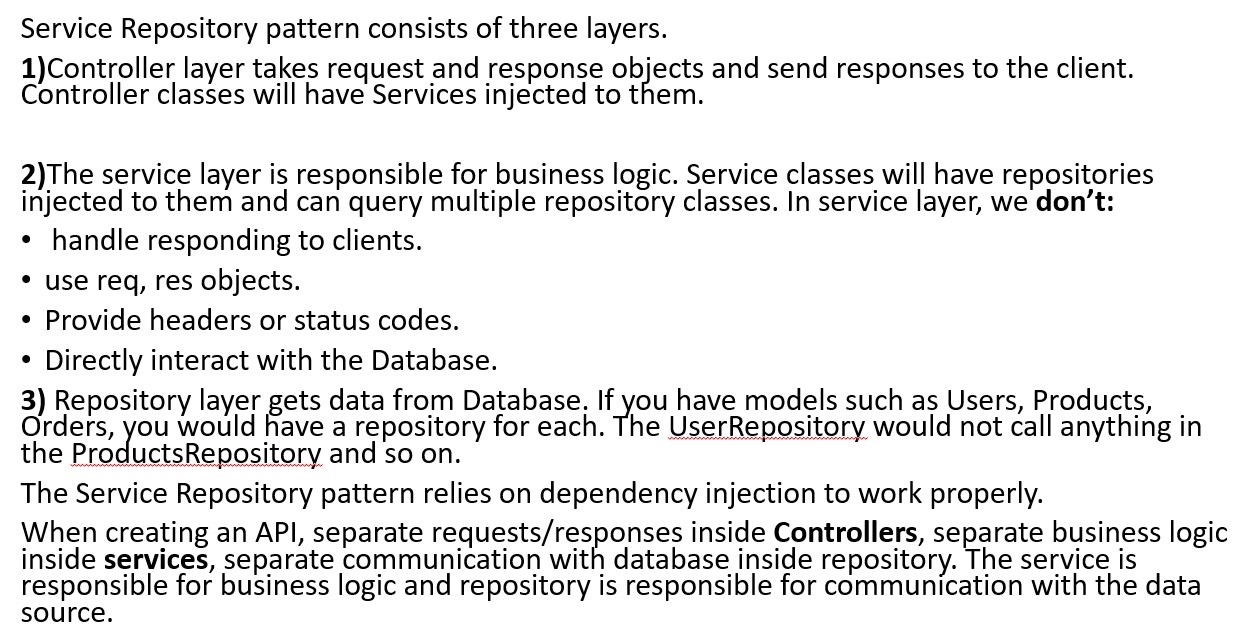 Service Repository pattern consists of three layers.
1)Controller layer takes request and response objects and send responses to the client.
Controller classes will have Services injected to them.
2)The service layer is responsible for business logic. Service classes will have repositories
injected to them and can query multiple repository classes. In service layer, we don’t:
• handle responding to clients.
• use req, res objects.
• Provide headers or status codes.
• Directly interact with the Database.
3) Repository layer gets data from Database. If you have models such as Users, Products,
Orders, you would have a repository for each. The UserRepository would not call anything in
the ProductsRepository and so on.
The Service Repository pattern relies on dependency injection to work properly.
When creating an API, separate requests/responses inside Controllers, separate business logic
inside services, separate communication with database inside repository. The service is
responsible for business logic and repository is responsible for communication with the data
source.